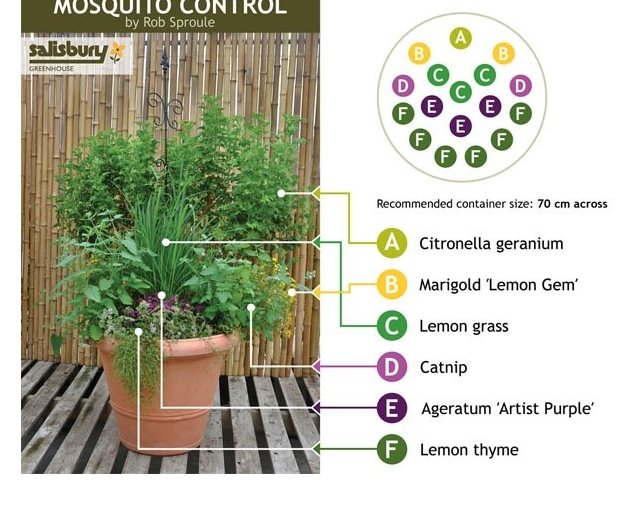 MOSQUITO CONTROL
by Rob Sproule
salisbury
GREENHOUSE
A
B B
C C
C
D D
E E
E
F F
F F
F F
Recommended container size: 70 cm across
A Citronella geranium
B Marigold 'Lemon Gem'
C Lemon grass
D Catnip
E Ageratum 'Artist Purple'
F Lemon thyme